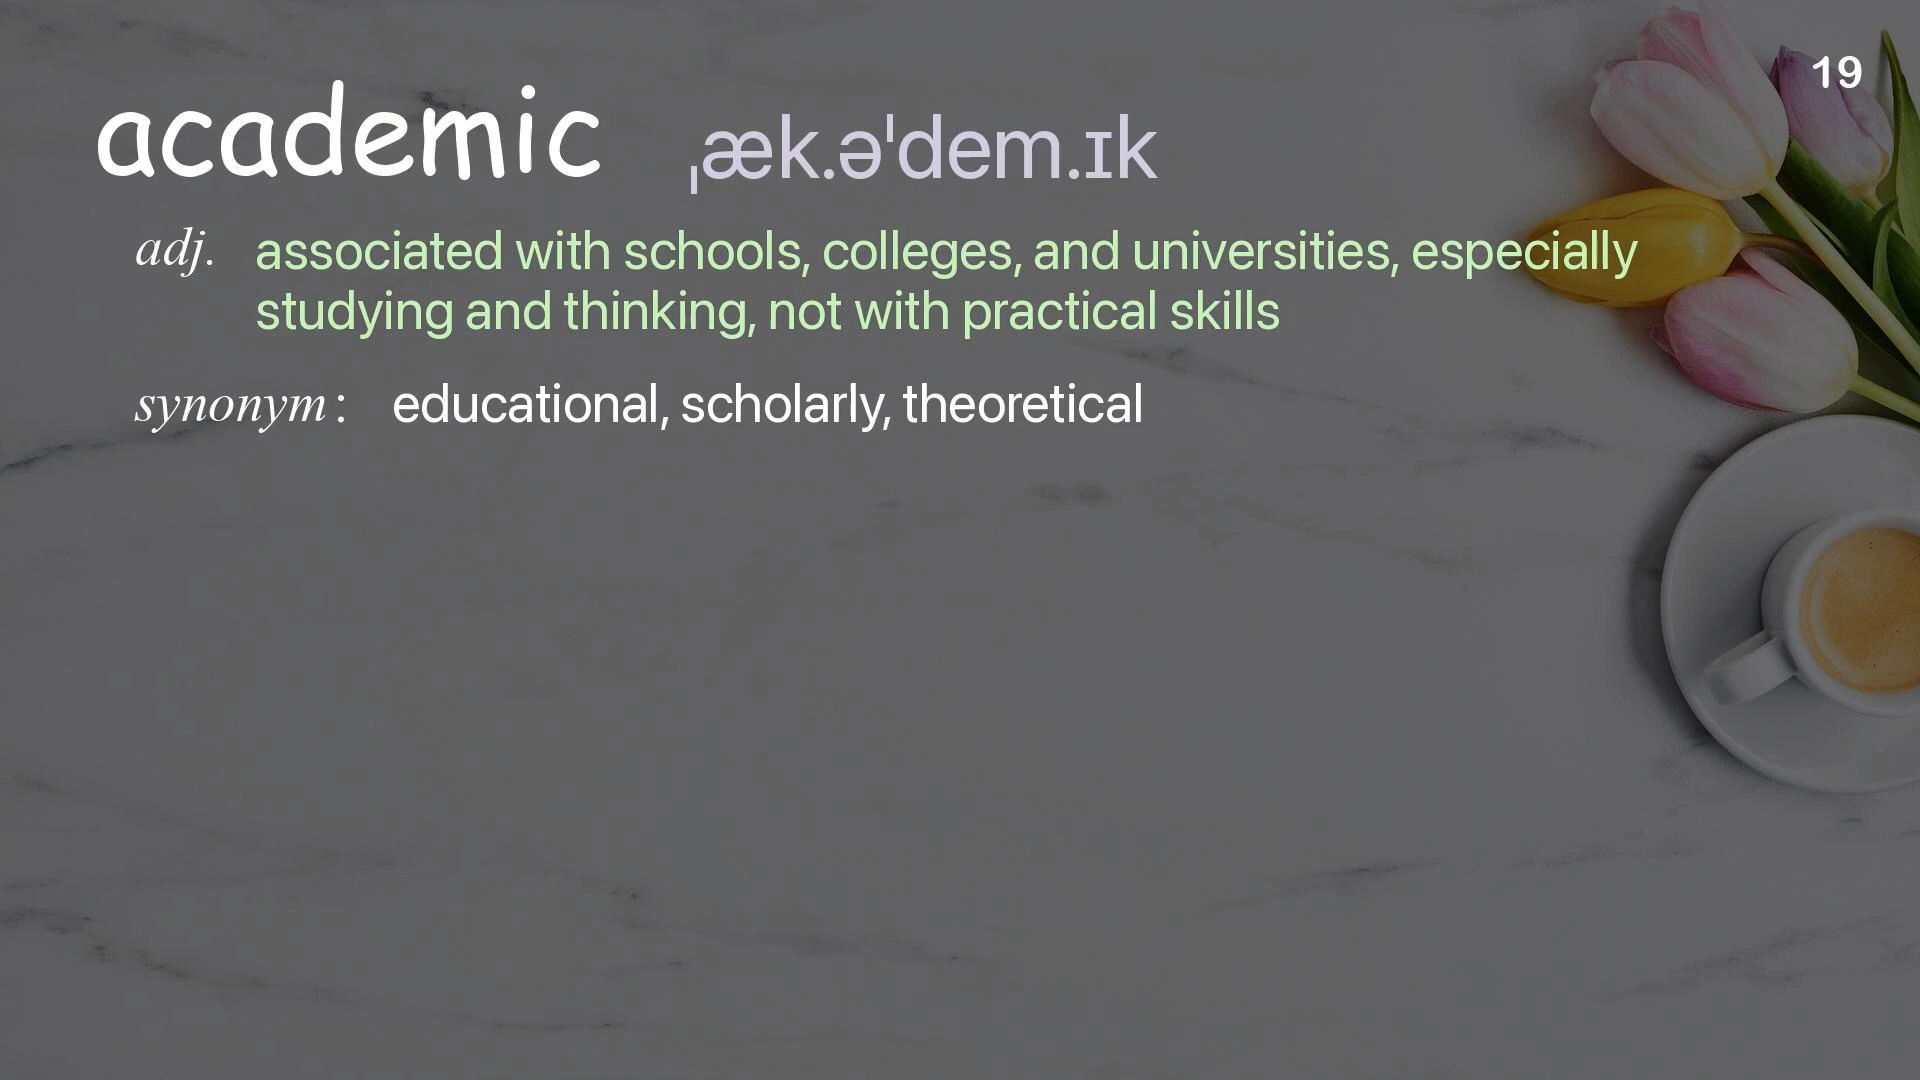 19
academic ˌæk.əˈdem.ɪk
adj. associated with schools, colleges, and universities, especially
studying and thinking, not with practical skills
synonym : educational, scholarly, theoretical